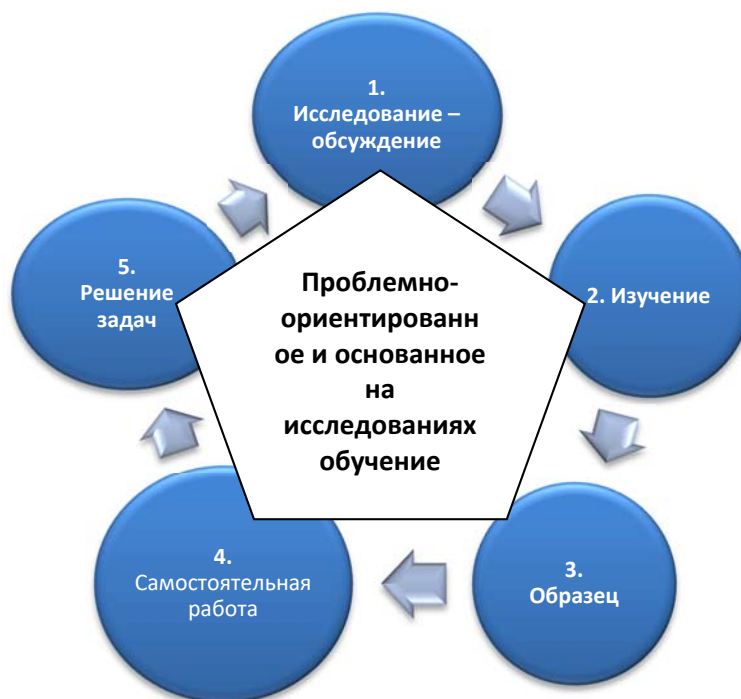 1.
Исследование –
обсуждение
2. Изучение
3.
Образец
4.
Самостоятельная
работа
5.
Решение
задач
Проблемно-
ориентированн
ое и основанное
на
исследованиях
обучение